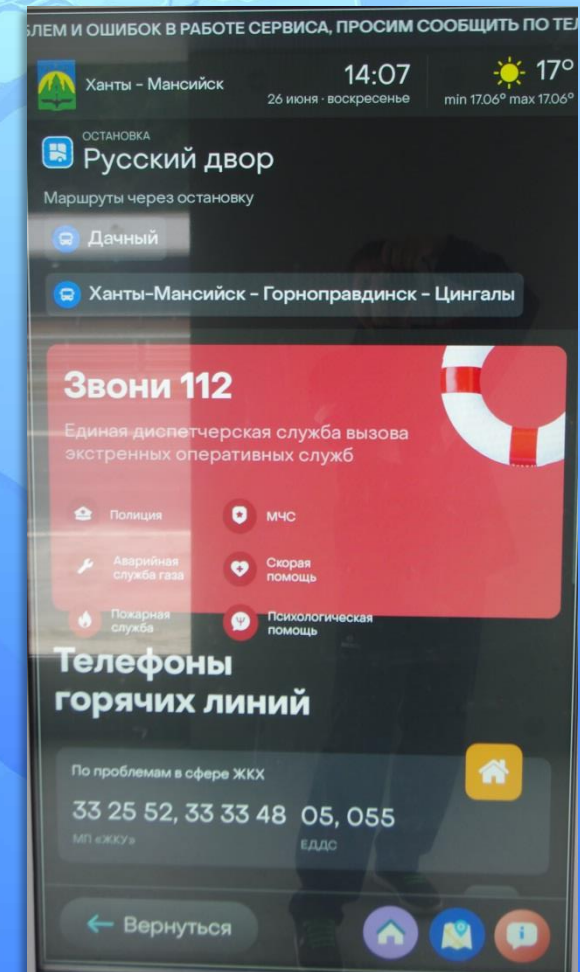 ЛЕМ И ОШИБОК В РАБОТЕ СЕРВИСА, ПРОСИМ СООБЩИТЬ ПО ТЕЛ
Ханты - Мансийск
14:07
26 июня · воскресенье
17°
min 17.06° max 17.06°
ОСТАНОВКА
Русский двор
Маршруты через остановку
Дачный
Ханты-Мансийск - Горноправдинск - Цингалы
Звони 112
Единая диспетчерская служба вызова
экстренных оперативных служб
Полиция
МЧС
Аварийная
служба газа
Скорая
помощь
Пожарная
служба
Психологическая
помощь
Телефоны
горячих линий
По проблемам в сфере ЖКХ
33 25 52, 33 33 48 05, 055
МП «ЖКУ»
ЕДДС
Вернуться